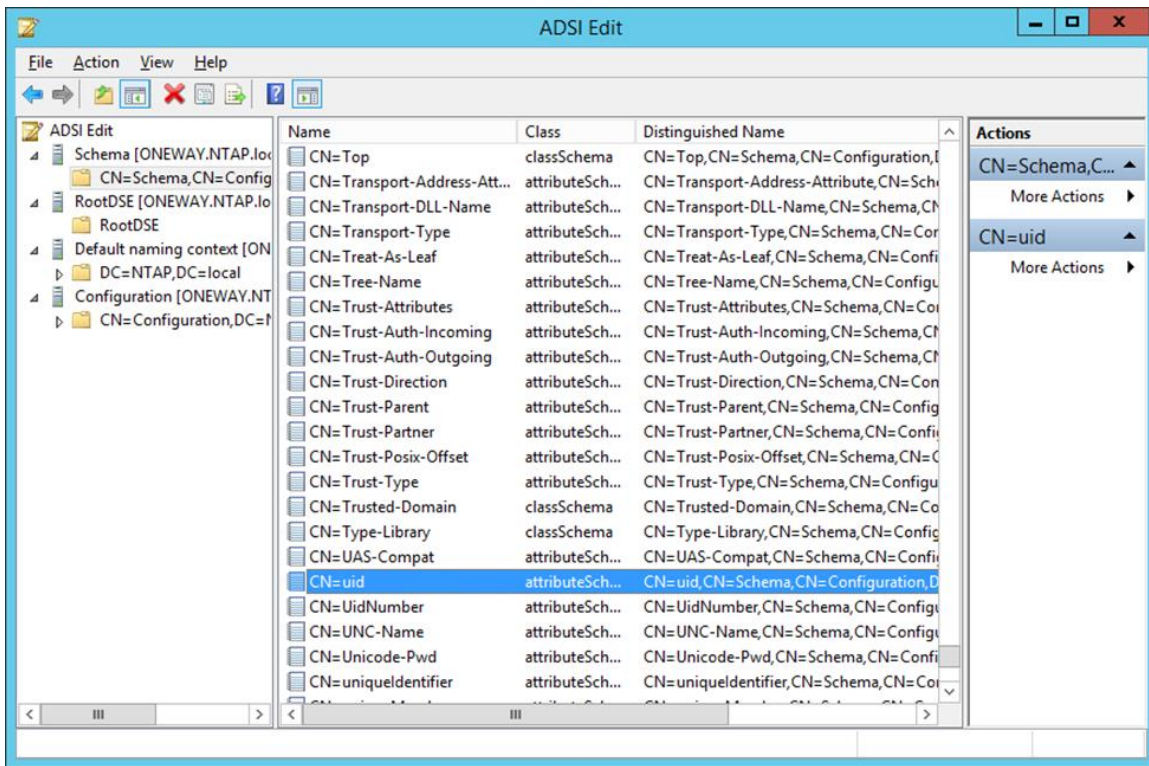 ADSI Edit
File Action View Help
ADSI Edit
Schema [ONEWAY.NTAP.loc
CN=Schema,CN=Config
RootDSE [ONEWAY.NTAP.lo
RootDSE
Default naming context [ON
DC=NTAP,DC=local
Configuration [ONEWAY.NT
CN=Configuration,DC=N
Name Class Distinguished Name
CN=Top classSchema CN=Top,CN=Schema,CN=Configuration,D
CN=Transport-Address-Att... attributeSch... CN=Transport-Address-Attribute,CN=Sch
CN=Transport-DLL-Name attributeSch... CN=Transport-DLL-Name,CN=Schema,CN
CN=Transport-Type attributeSch... CN=Transport-Type,CN=Schema,CN=Con
CN=Treat-As-Leaf attributeSch... CN=Treat-As-Leaf,CN=Schema,CN=Confi
CN=Tree-Name attributeSch... CN=Tree-Name,CN=Schema,CN=Configu
CN=Trust-Attributes attributeSch... CN=Trust-Attributes,CN=Schema,CN=Con
CN=Trust-Auth-Incoming attributeSch... CN=Trust-Auth-Incoming,CN=Schema,CN
CN=Trust-Auth-Outgoing attributeSch... CN=Trust-Auth-Outgoing,CN=Schema,CN
CN=Trust-Direction attributeSch... CN=Trust-Direction,CN=Schema,CN=Con
CN=Trust-Parent attributeSch... CN=Trust-Parent,CN=Schema,CN=Config
CN=Trust-Partner attributeSch... CN=Trust-Partner,CN=Schema,CN=Confi
CN=Trust-Posix-Offset attributeSch... CN=Trust-Posix-Offset,CN=Schema,CN=C
CN=Trust-Type attributeSch... CN=Trust-Type,CN=Schema,CN=Configu
CN=Trusted-Domain classSchema CN=Trusted-Domain,CN=Schema,CN=Co
CN=Type-Library classSchema CN=Type-Library,CN=Schema,CN=Config
CN=UAS-Compat attributeSch... CN=UAS-Compat,CN=Schema,CN=Confi
CN=uid attributeSch... CN=uid,CN=Schema,CN=Configuration,D
CN=UidNumber attributeSch... CN=UidNumber,CN=Schema,CN=Configu
CN=UNC-Name attributeSch... CN=UNC-Name,CN=Schema,CN=Configu
CN=Unicode-Pwd attributeSch... CN=Unicode-Pwd,CN=Schema,CN=Confi
CN=uniqueIdentifier attributeSch... CN=uniqueIdentifier,CN=Schema,CN=Con
Actions
CN=Schema,C...
More Actions
CN=uid
More Actions